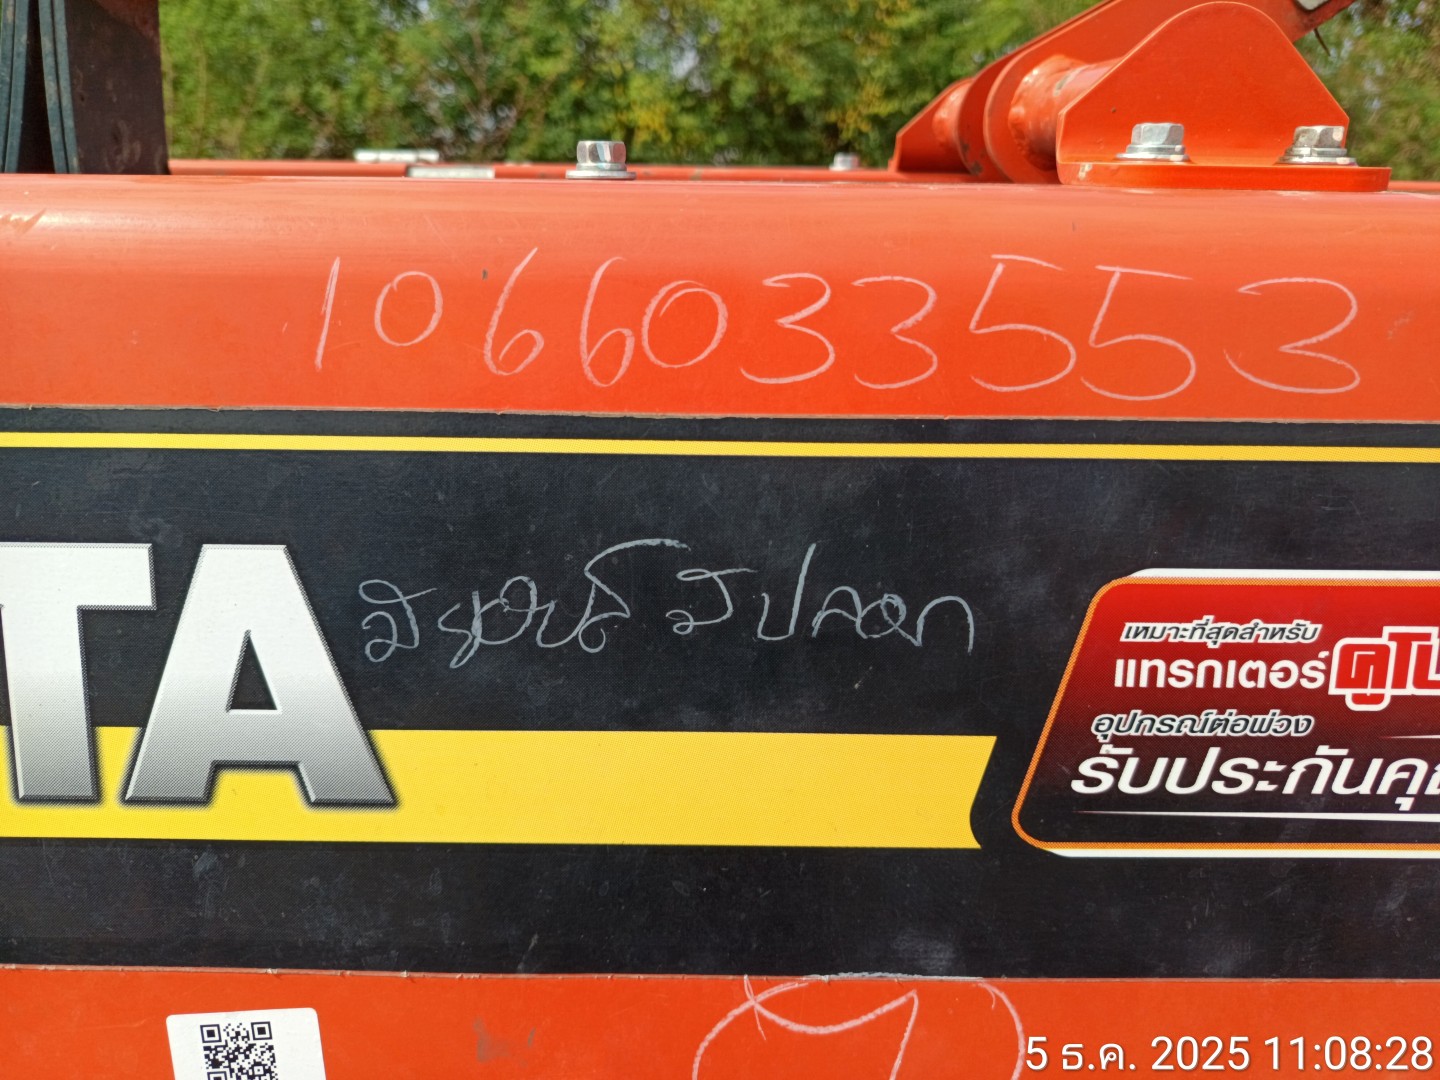 1066033553
TA
เหมาะที่สุดสำหรับ
แทรกเตอร์
อุปกรณ์ต่อพ่วง
รับประกันคุณ
5 ธ.ค. 2025 11:08:28